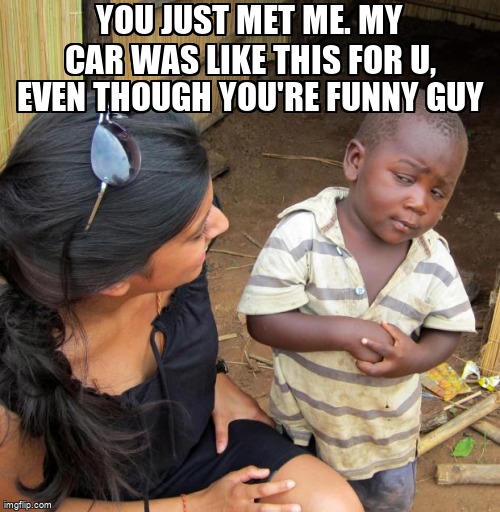 YOU JUST MET ME. MY
CAR WAS LIKE THIS FOR U,
EVEN THOUGH YOU'RE FUNNY GUY
imgflip.com